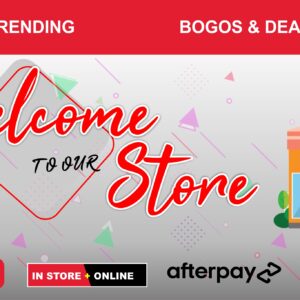 RENDING
BOGOS & DEA
elcome
TO OUR
Store
IN STORE + ONLINE
afterpay